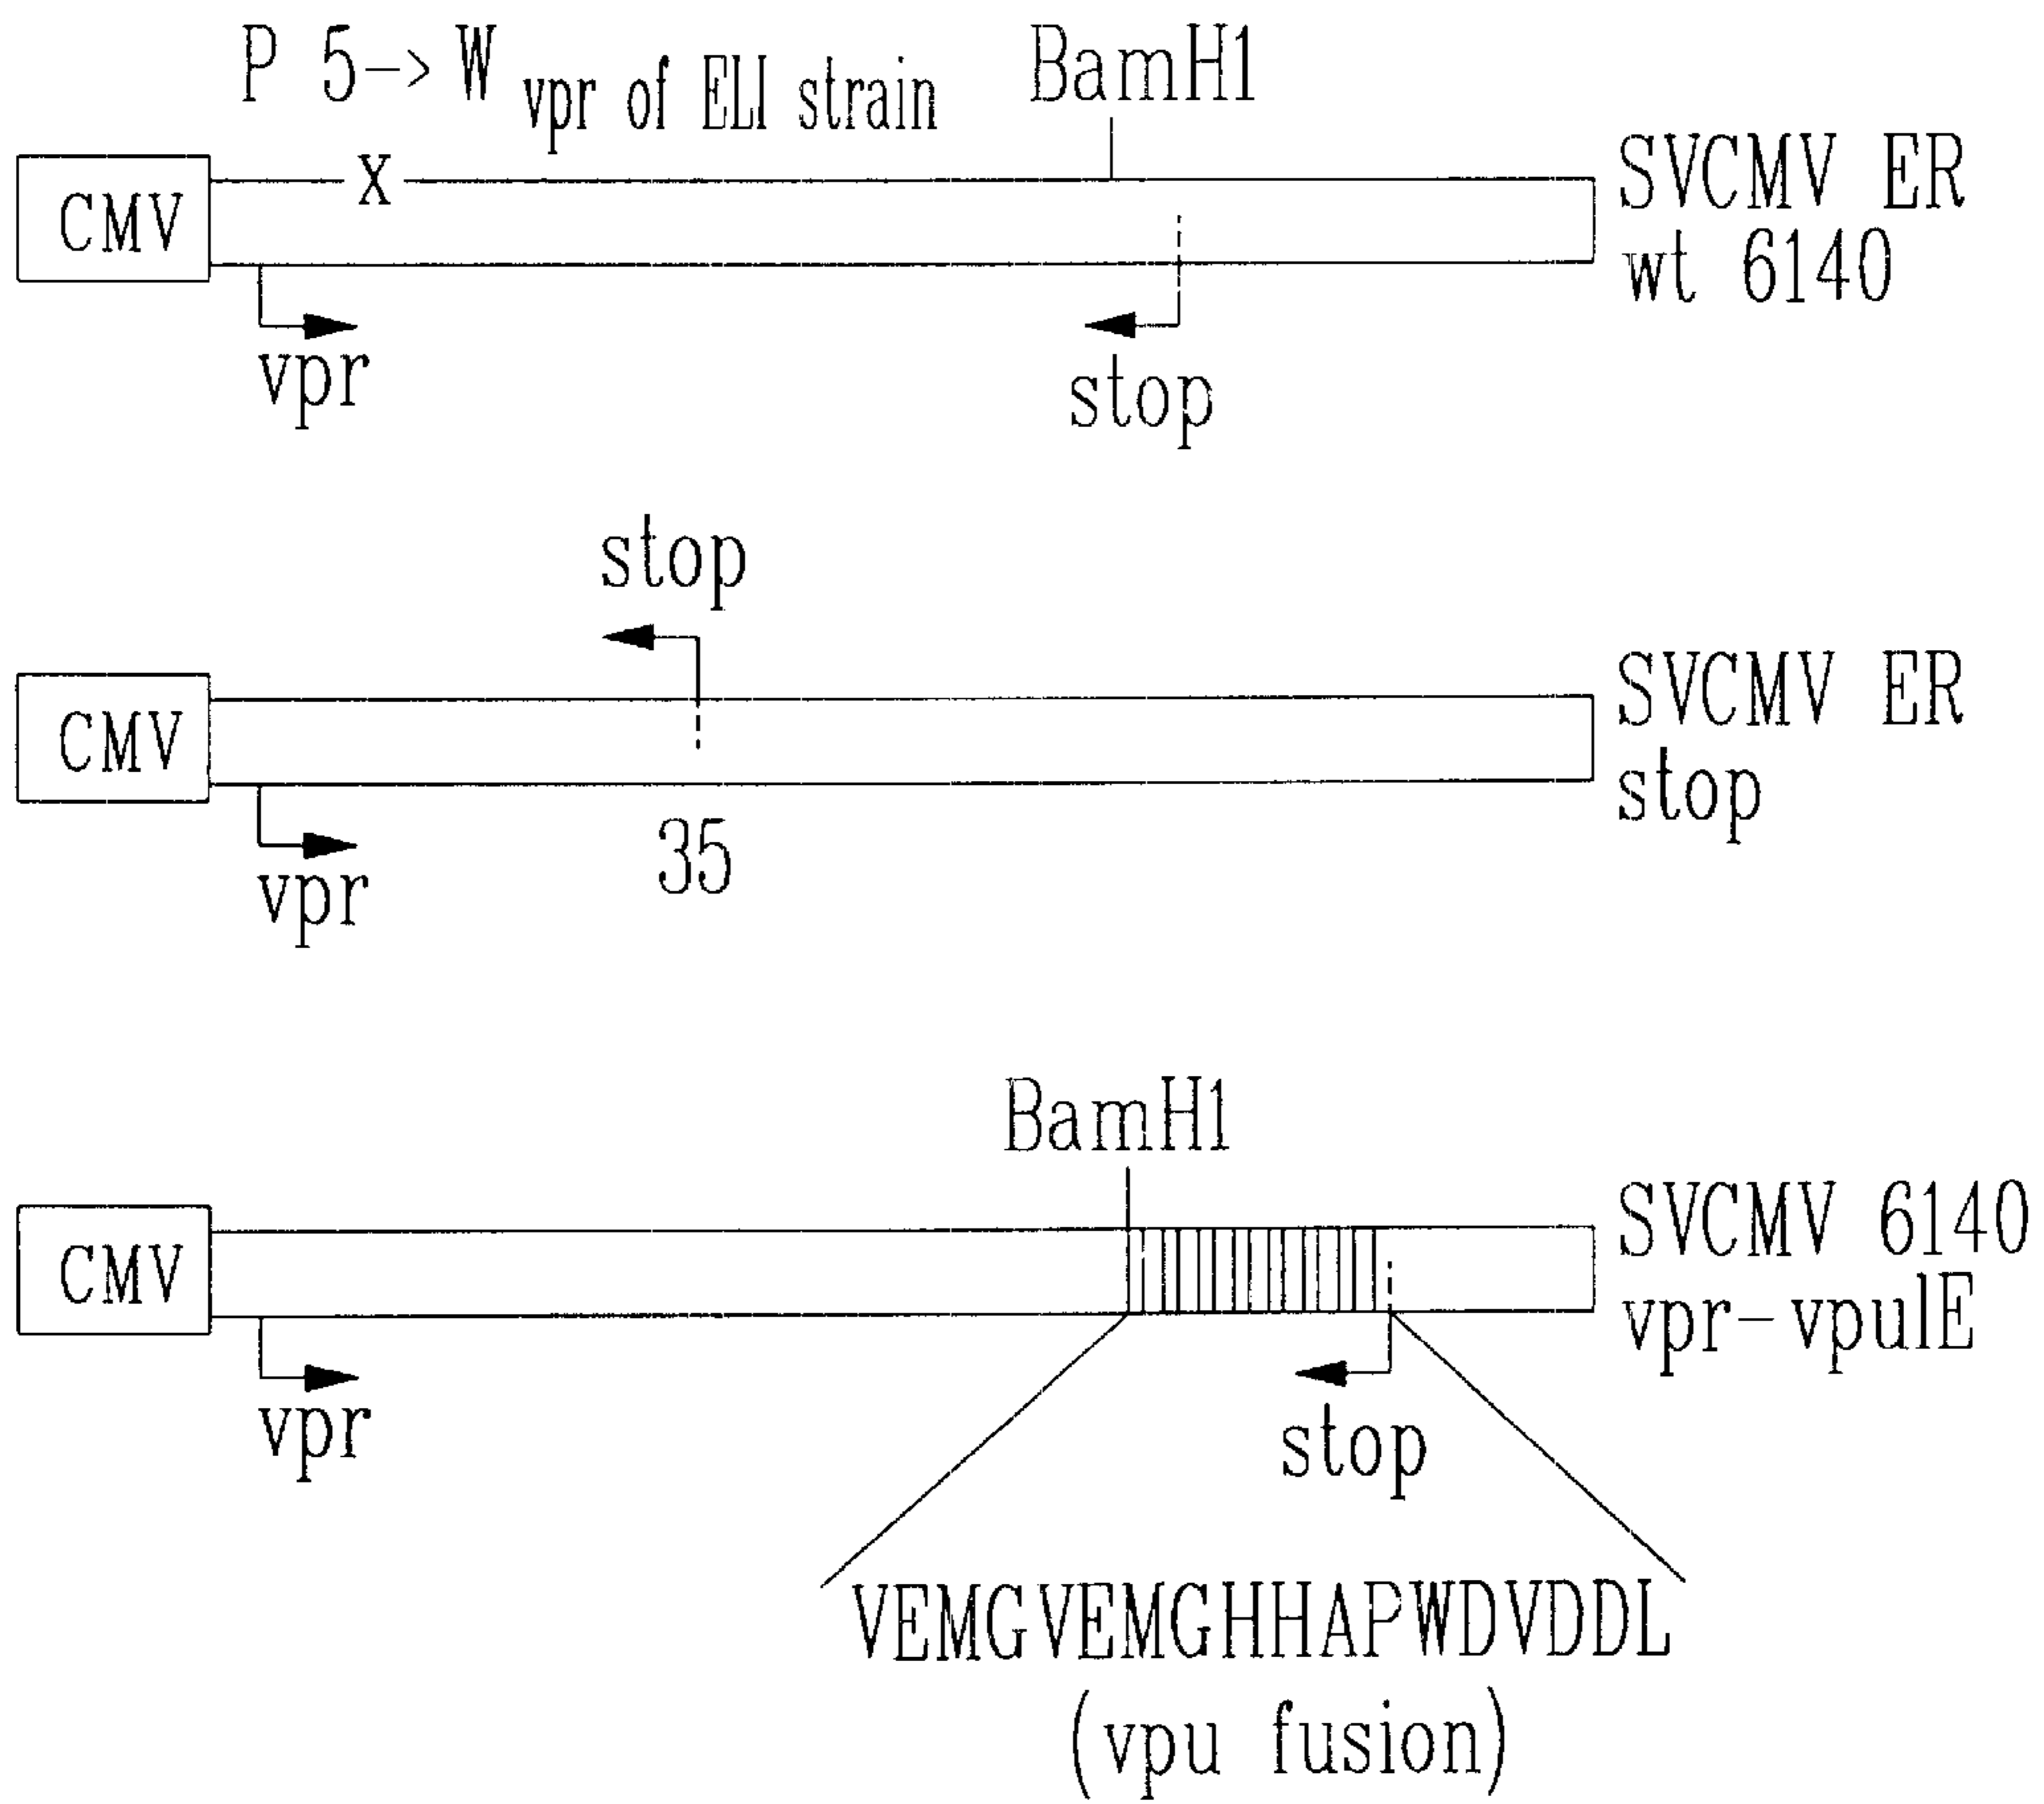 P 5-> W vpr of ELI strain
BamH1
CMV
X
SVCMV ER
wt 6140
vpr
stop
stop
CMV
SVCMV ER
stop
vpr
35
BamH1
CMV
SVCMV 6140
vpr-vpulE
vpr
stop
VEMGVEMGHHAPWDVDDL
(vpu fusion)